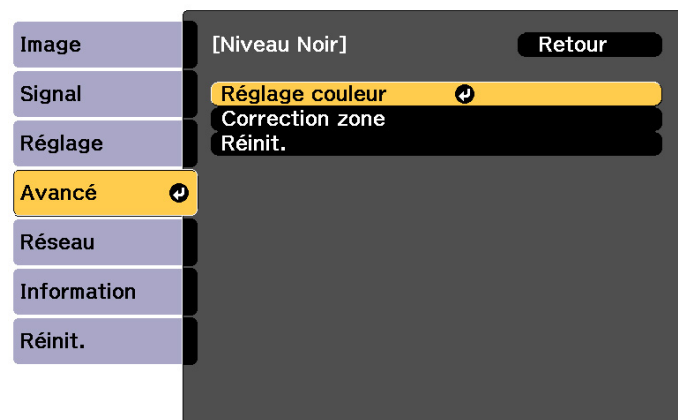 Image
Signal
Réglage
Avancé
Réseau
Information
Réinit.
[Niveau Noir]
Retour
Réglage couleur
Correction zone
Réinit.